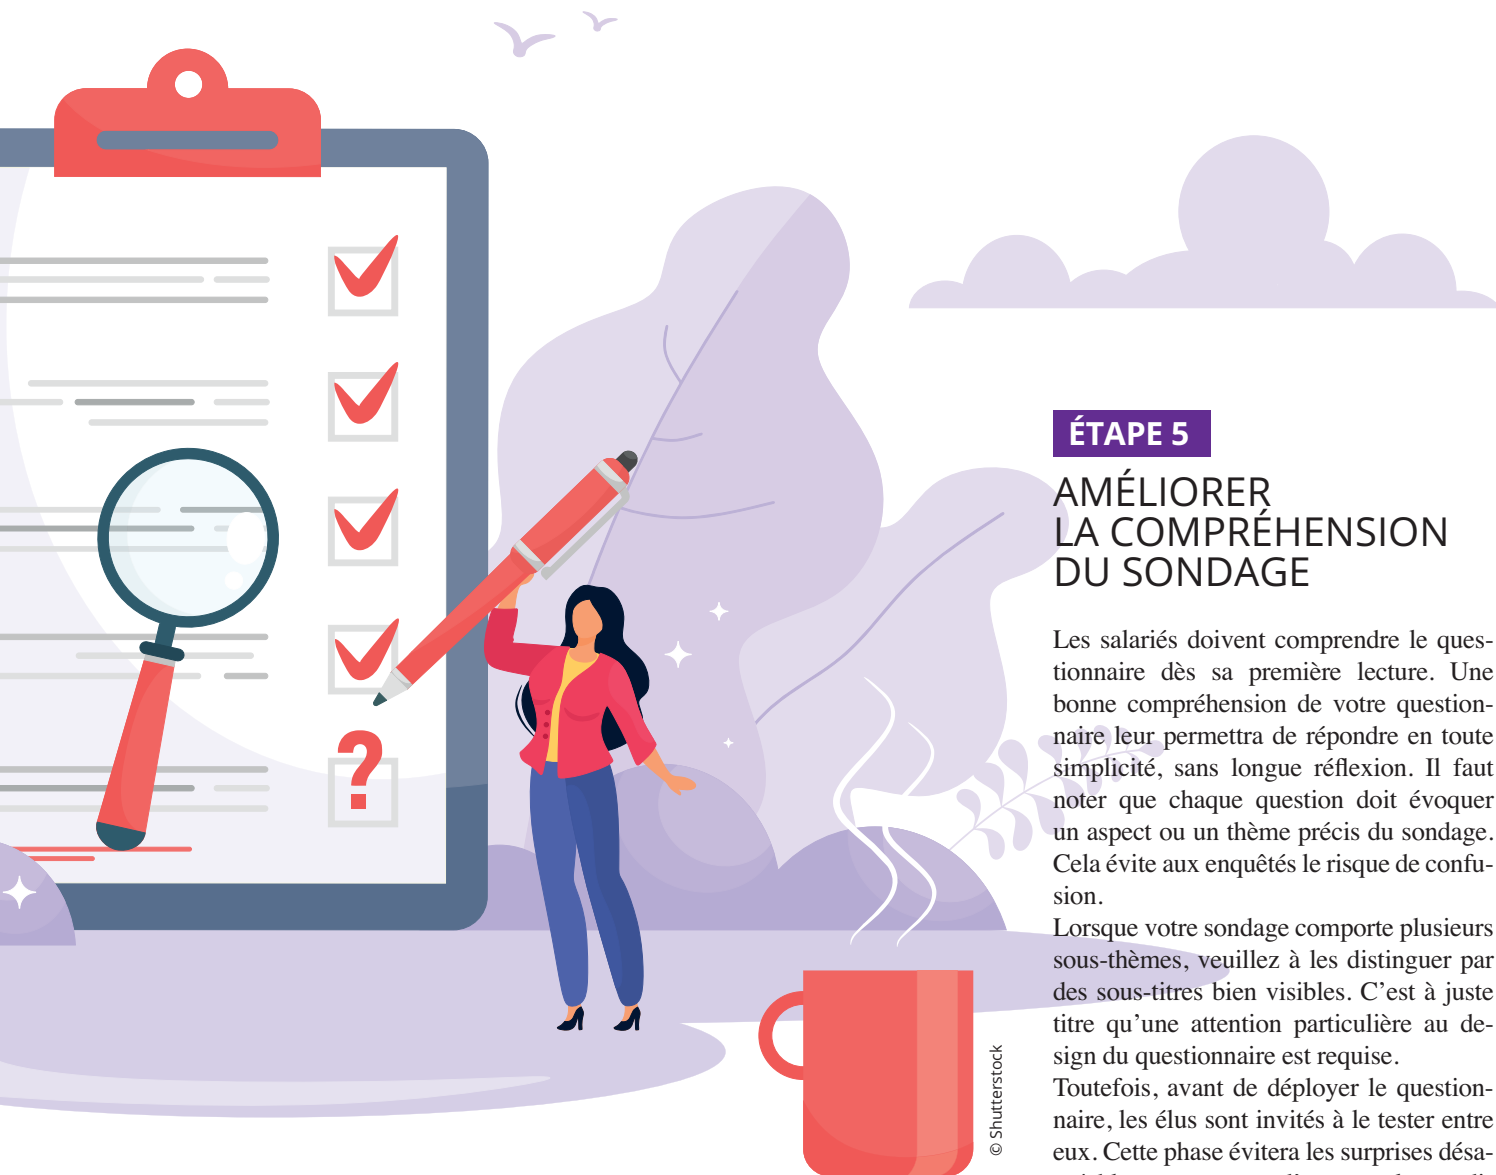 ÉTAPE 5
AMÉLIORER
LA COMPRÉHENSION
DU SONDAGE
Les salariés doivent comprendre le ques-
tionnaire dès sa première lecture. Une
bonne compréhension de votre question-
naire leur permettra de répondre en toute
simplicité, sans longue réflexion. Il faut
noter que chaque question doit évoquer
un aspect ou un thème précis du sondage.
Cela évite aux enquêtés le risque de confu-
sion.
Lorsque votre sondage comporte plusieurs
sous-thèmes, veuillez à les distinguer par
des sous-titres bien visibles. C’est à juste
titre qu’une attention particulière au de-
sign du questionnaire est requise.
Toutefois, avant de déployer le question-
naire, les élus sont invités à le tester entre
eux. Cette phase évitera les surprises désa-
?
© Shutterstock